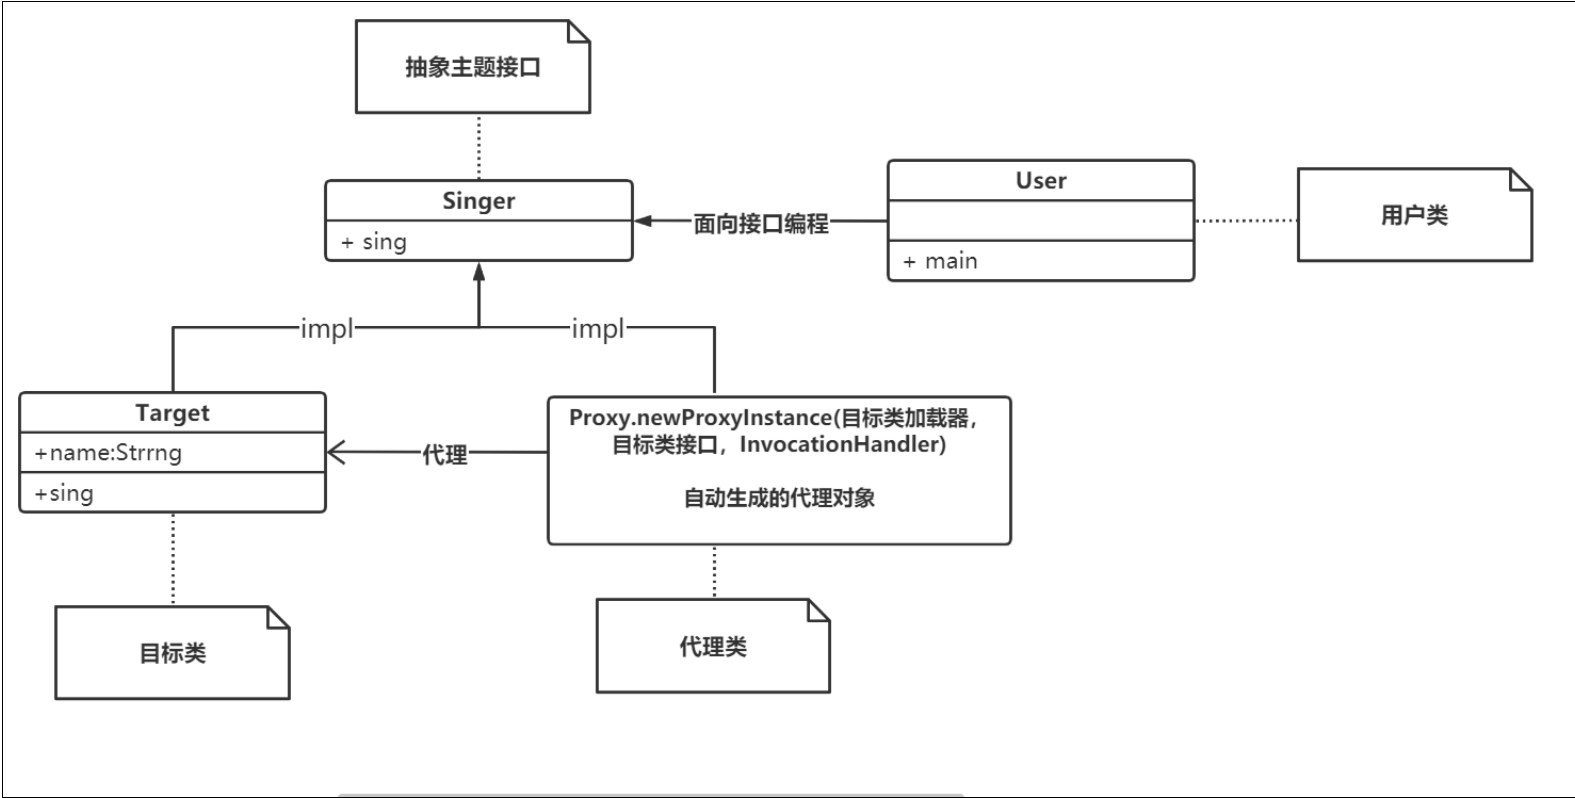 抽象主题接口
Singer
+ sing
面向接口编程
User
+ main
用户类
impl
impl
Target
+name:Strrng
+sing
代理
Proxy.newProxyInstance(目标类加载器，
目标类接口，InvocationHandler)
自动生成的代理对象
目标类
代理类